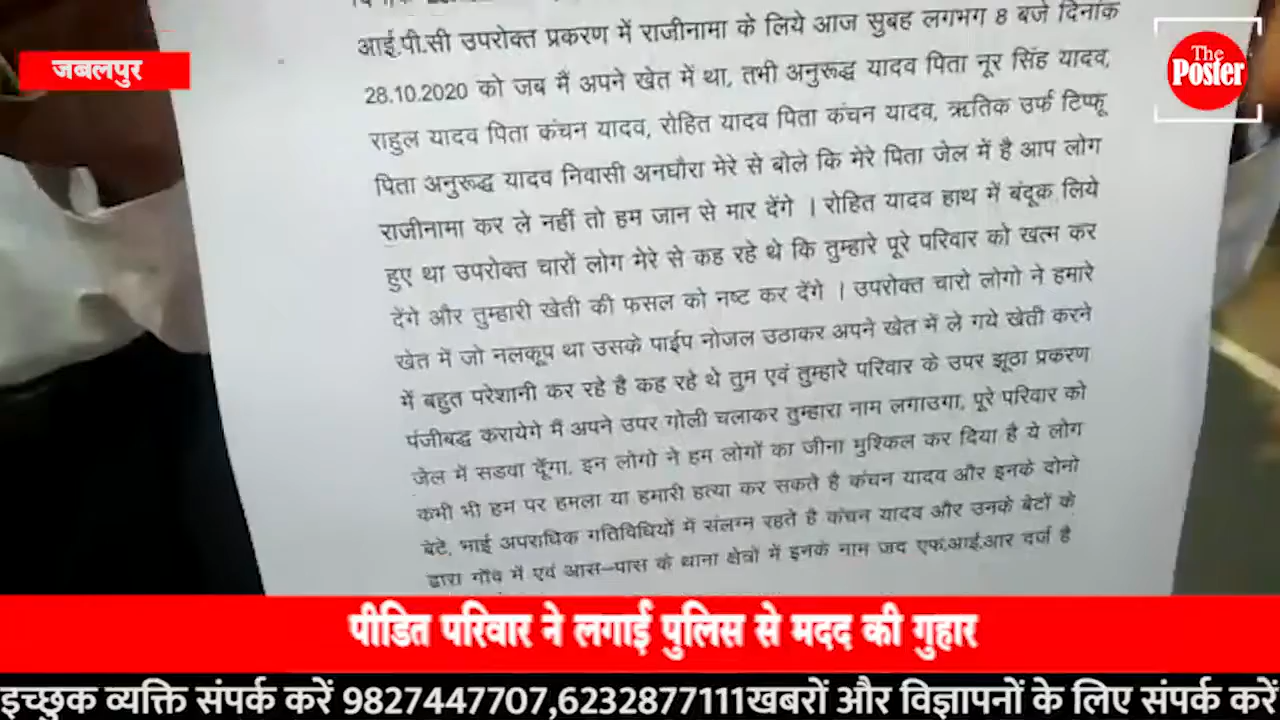 जबलपुर
The Poster
आई.पी.सी उपरोक्त प्रकरण में राजीनामा के लिये आज सुबह लगभग 8 बजे दिनांक
28.10.2020 को जब मैं अपने खेत में था, तभी अनुरूद्ध यादव पिता नूर सिंह यादव,
राहुल यादव पिता कंचन यादव, रोहित यादव पिता कंचन यादव, ऋतिक उर्फ टिप्कू
पिता अनुरूद्ध यादव निवासी अनघौरा मेरे से बोले कि मेरे पिता जेल में है आप लोग
राजीनामा कर ले नहीं तो हम जान से मार देंगे । रोहित यादव हाथ में बंदूक लिये
हुए था उपरोक्त चारों लोग मेरे से कह रहे थे कि तुम्हारे पूरे परिवार को खत्म कर
देंगे और तुम्हारी खेती की फसल को नष्ट कर देंगे । उपरोक्त चारो लोगो ने हमारे
खेत में जो नलकूप था उसके पाईप नोजल उठाकर अपने खेत में ले गये खेती करने
में बहुत परेशानी कर रहे है कह रहे थे तुम एवं तुम्हारे परिवार के उपर झूठा प्रकरण
पंजीबद्ध करायेगे मैं अपने उपर गोली चलाकर तुम्हारा नाम लगाउगा, पूरे परिवार को
जेल में सडवा दूँगा, इन लोगो ने हम लोगों का जीना मुश्किल कर दिया है ये लोग
कभी भी हम पर हमला या हमारी हत्या कर सकते है कंचन यादव और इनके दोनो
बेटे, भाई अपराधिक गतिविधियों में संलग्न रहते है कंचन यादव और उनके बेटों के
द्वारा गाँव में एवं आस-पास के थाना क्षेत्रों में इनके नाम जद एफ.आई.आर दर्ज है
पीडित परिवार ने लगाई पुलिस से मदद की गुहार
इच्छुक व्यक्ति संपर्क करें 9827447707,6232877111खबरों और विज्ञापनों के लिए संपर्क करें